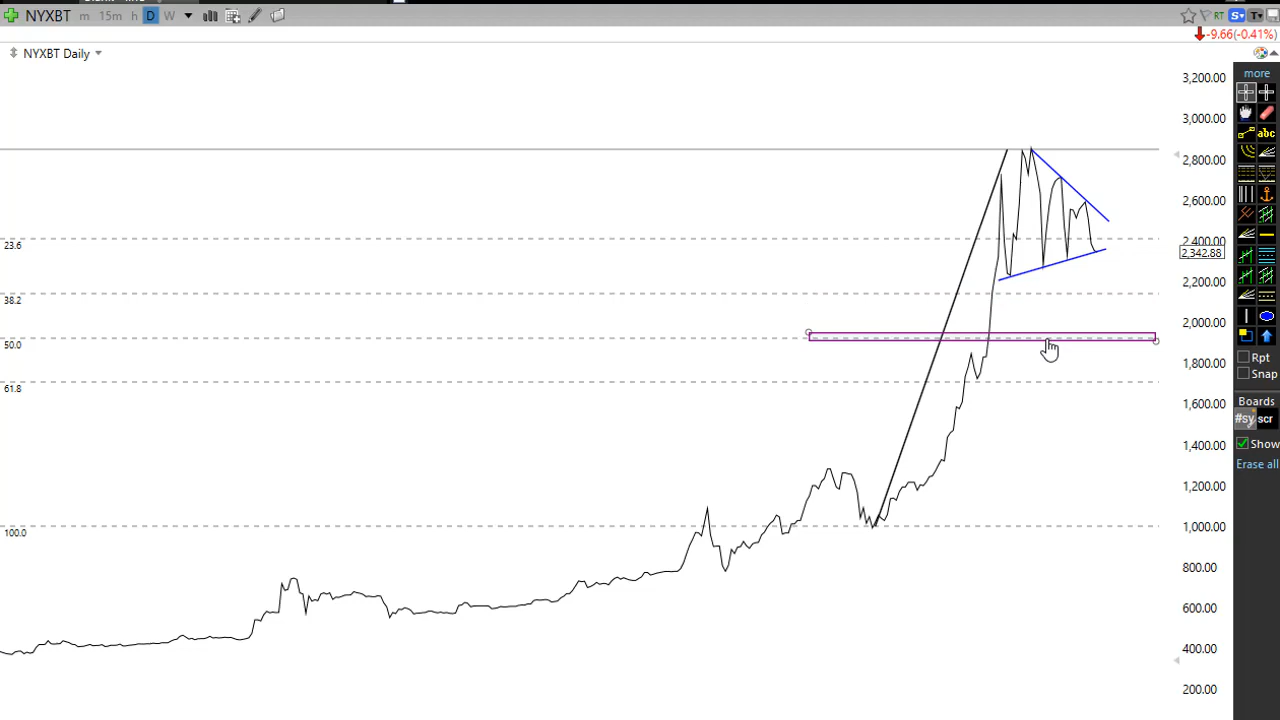 NYXBT m 15m D W RT S T
-9.66(-0.41%)
NYXBT Daily
more
abc
3,200.00
3,000.00
2,800.00
2,600.00
23.6
2,400.00
2,342.88
2,200.00
38.2
2,000.00
50.0
1,800.00
Rpt
Snap
61.8
1,600.00
Boards
#sy scr
Show
1,400.00
Erase all
1,200.00
100.0
1,000.00
800.00
600.00
400.00
200.00